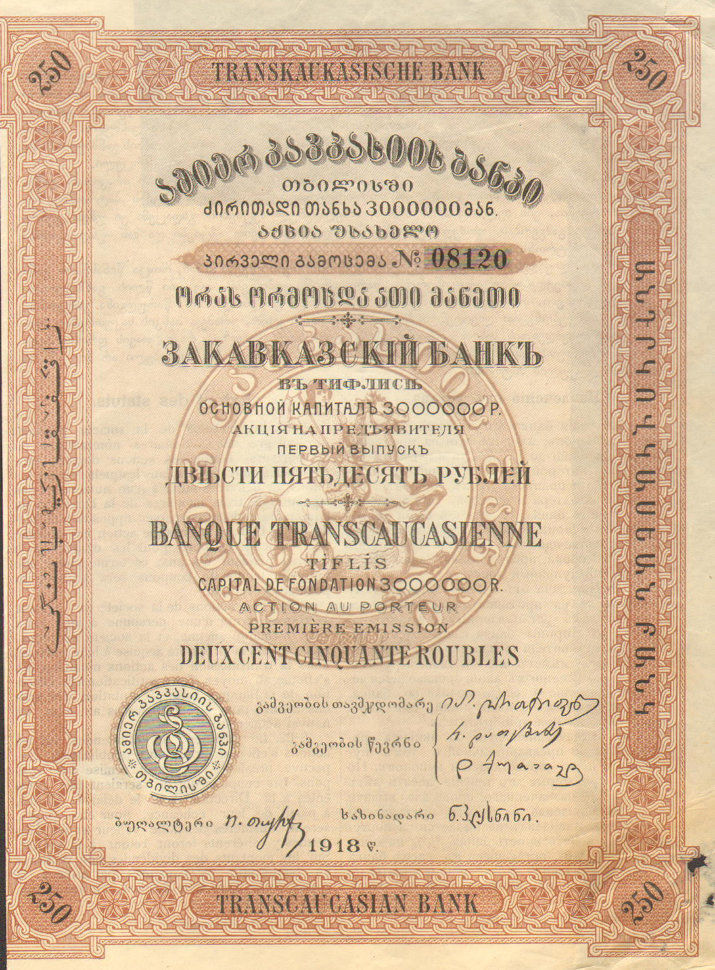 250 TRANSKAUKASISCHE BANK 250
ამიერ კავკასიის ბანკი
თბილისში
ძირითადი თანხა 3000000 მან.
აქცია უსახელო
პირველი გამოცემა № 08120
ორას ორმოცდა ათი მანეთი
ЗАКАВКАЗСКІЙ БАНКЪ
ВЪ ТИФЛИСѢ
ОСНОВНОЙ КАПИТАЛЪ 3000000 Р.
АКЦІЯ НА ПРЕДЪЯВИТЕЛЯ
ПЕРВЫЙ ВЫПУСКЪ
ДВѢСТИ ПЯТЬДЕСЯТЪ РУБЛЕЙ
BANQUE TRANSCAUCASIENNE
TIFLIS
CAPITAL DE FONDATION 3000000 R.
ACTION AU PORTEUR
PREMIÈRE EMISSION
DEUX CENT CINQUANTE ROUBLES
გამგეობის თავმჯდომარე
გამგეობის წევრნი
ამიერ კავკასიის ბანკი
თბილისში
ბუღალტერი
ხაზინადარი
1918 წ.
250 TRANSCAUCASIAN BANK 250